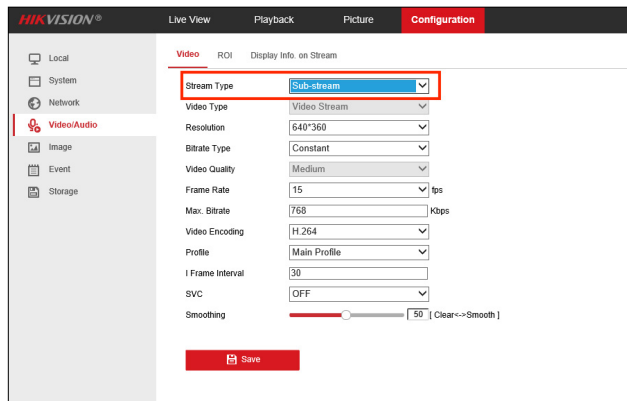 HIKVISION® Live View Playback Picture Configuration
Local
System
Network
Video/Audio
Image
Event
Storage
Video ROI Display Info. on Stream
Stream Type Sub-stream
Video Type Video Stream
Resolution 640*360
Bitrate Type Constant
Video Quality Medium
Frame Rate 15 fps
Max. Bitrate 768 Kbps
Video Encoding H.264
Profile Main Profile
I Frame Interval 30
SVC OFF
Smoothing 50 [ Clear<->Smooth ]
Save